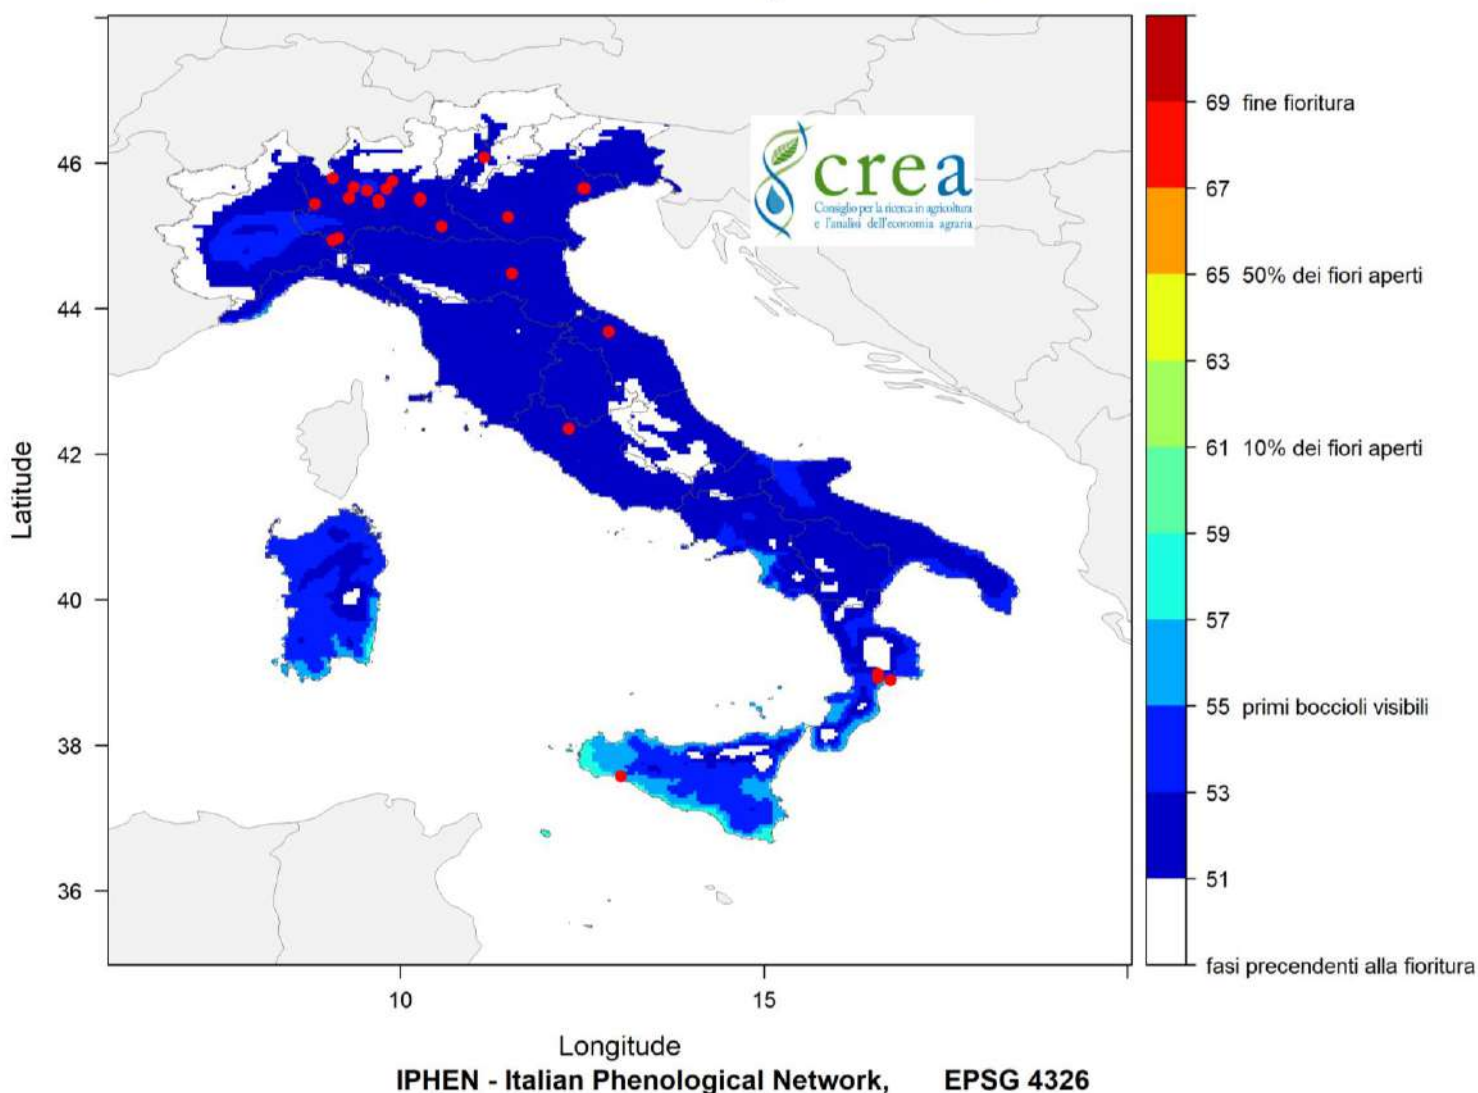 crea
Consiglio per la ricerca in agricoltura
e l'analisi dell'economia agraria
Latitude
46
44
42
40
38
36
10
15
Longitude
69 fine fioritura
67
65 50% dei fiori aperti
63
61 10% dei fiori aperti
59
57
55 primi boccioli visibili
53
51
fasi precendenti alla fioritura
IPHEN - Italian Phenological Network, EPSG 4326